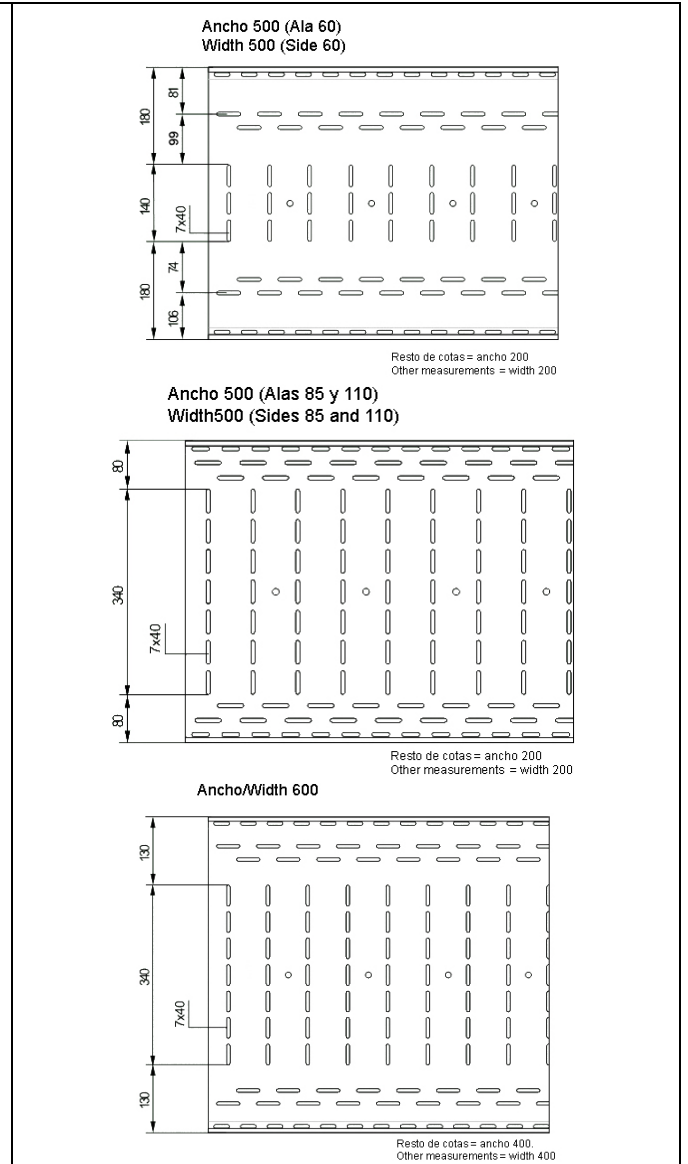 Ancho 500 (Ala 60)
Width 500 (Side 60)
180
81
99
140
7x40
74
180
106
Resto de cotas = ancho 200
Other measurements = width 200
Ancho 500 (Alas 85 y 110)
Width500 (Sides 85 and 110)
80
340
7x40
80
Resto de cotas = ancho 200
Other measurements = width 200
Ancho/Width 600
130
340
7x40
130
Resto de cotas = ancho 400.
Other measurements = width 400